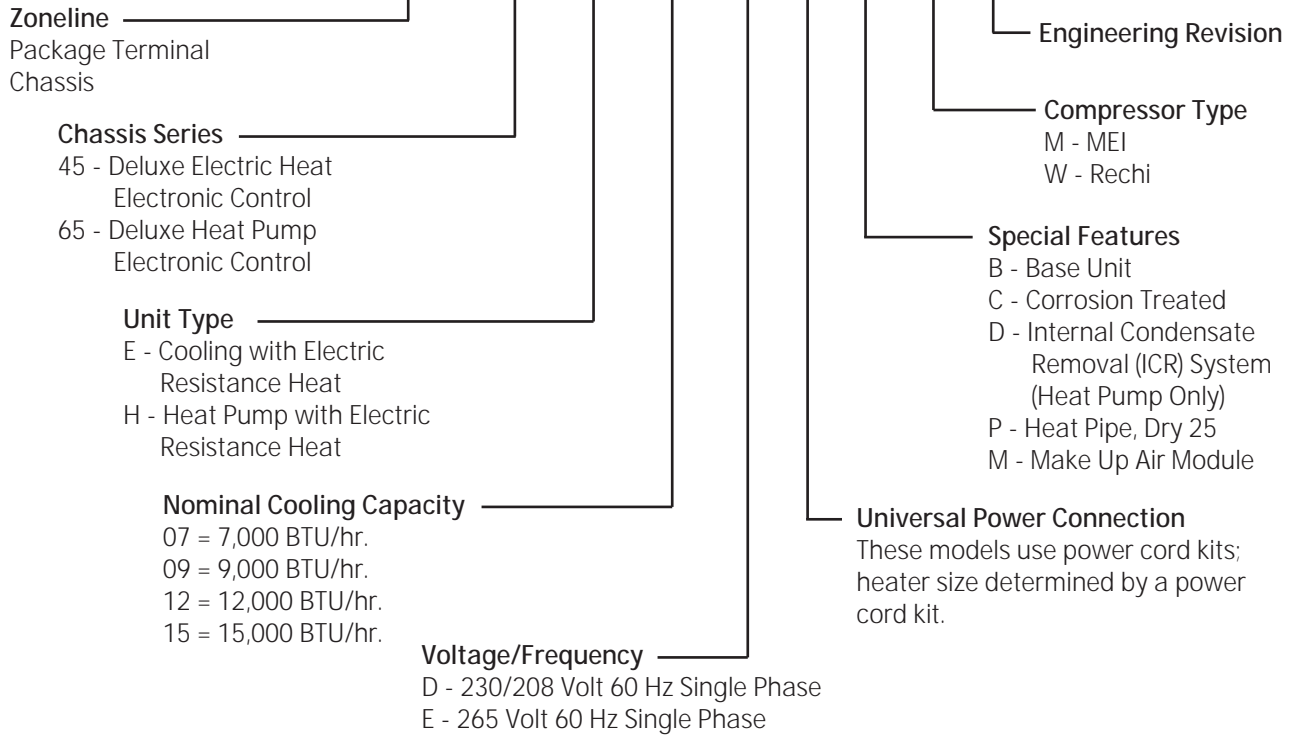 Zoneline
Package Terminal
Chassis
Engineering Revision
Compressor Type
M - MEI
W - Rechi
Chassis Series
45 - Deluxe Electric Heat
Electronic Control
65 - Deluxe Heat Pump
Electronic Control
Special Features
B - Base Unit
C - Corrosion Treated
D - Internal Condensate
Removal (ICR) System
(Heat Pump Only)
P - Heat Pipe, Dry 25
M - Make Up Air Module
Unit Type
E - Cooling with Electric
Resistance Heat
H - Heat Pump with Electric
Resistance Heat
Nominal Cooling Capacity
07 = 7,000 BTU/hr.
09 = 9,000 BTU/hr.
12 = 12,000 BTU/hr.
15 = 15,000 BTU/hr.
Universal Power Connection
These models use power cord kits;
heater size determined by a power
cord kit.
Voltage/Frequency
D - 230/208 Volt 60 Hz Single Phase
E - 265 Volt 60 Hz Single Phase